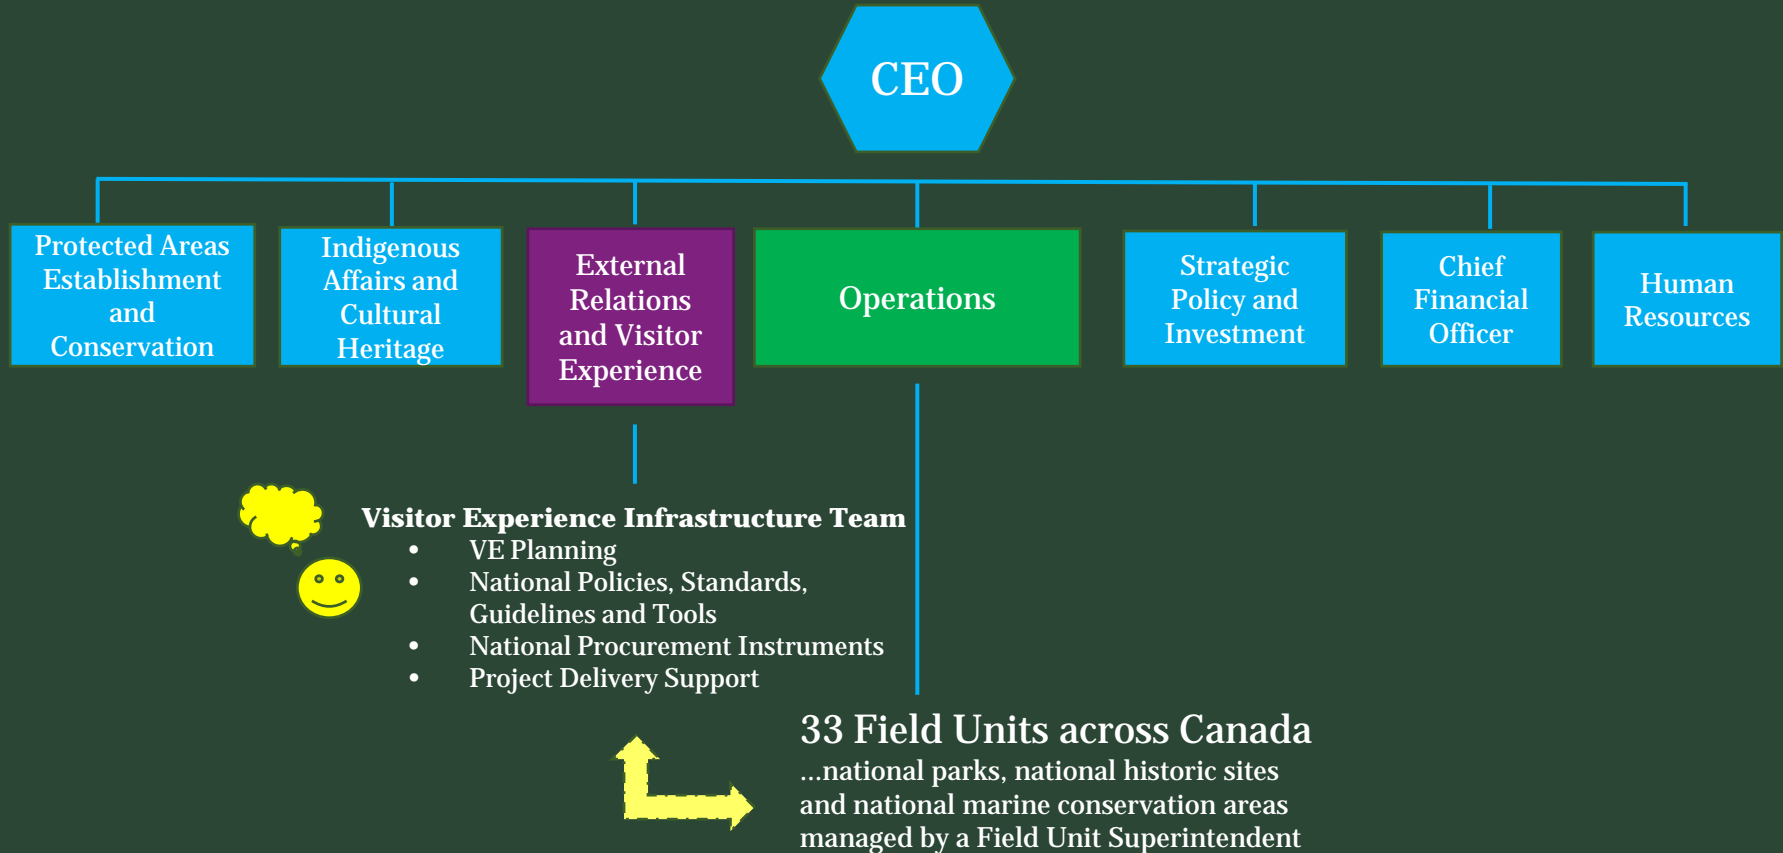 CEO
Protected Areas
Establishment
and
Conservation
Indigenous
Affairs and
Cultural
Heritage
External
Relations
and Visitor
Experience
Operations
Strategic
Policy and
Investment
Chief
Financial
Officer
Human
Resources
Visitor Experience Infrastructure Team
• VE Planning
• National Policies, Standards,
Guidelines and Tools
• National Procurement Instruments
• Project Delivery Support
33 Field Units across Canada
...national parks, national historic sites
and national marine conservation areas
managed by a Field Unit Superintendent